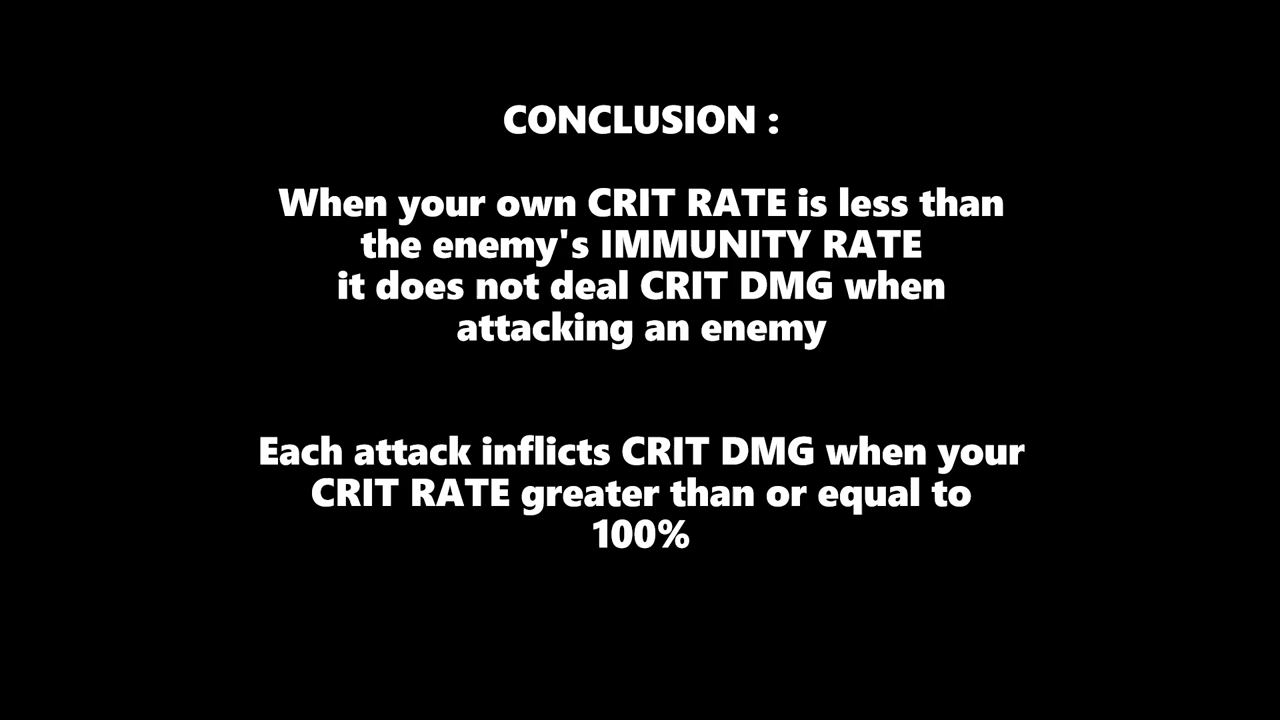 CONCLUSION :
When your own CRIT RATE is less than
the enemy's IMMUNITY RATE
it does not deal CRIT DMG when
attacking an enemy
Each attack inflicts CRIT DMG when your
CRIT RATE greater than or equal to
100%